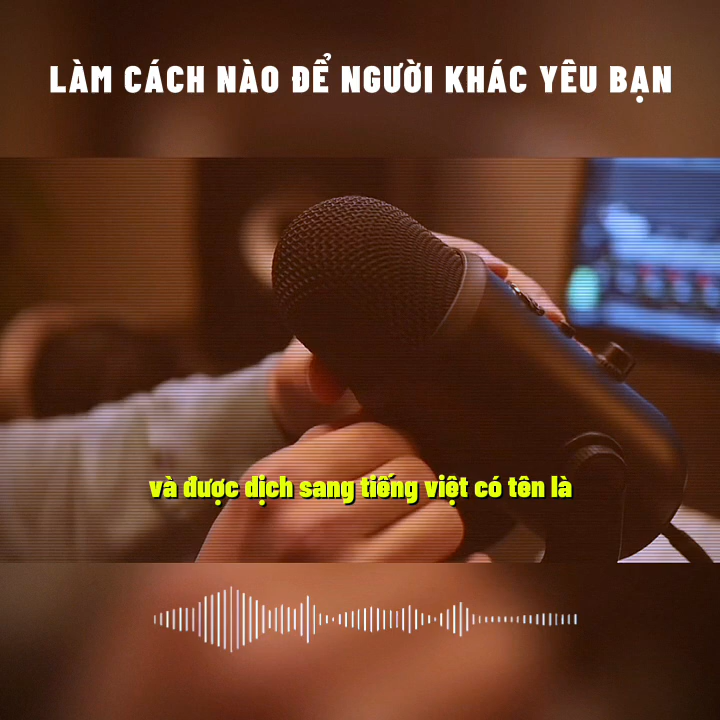 LÀM CÁCH NÀO ĐỂ NGƯỜI KHÁC YÊU BẠN
và được dịch sang tiếng việt có tên là